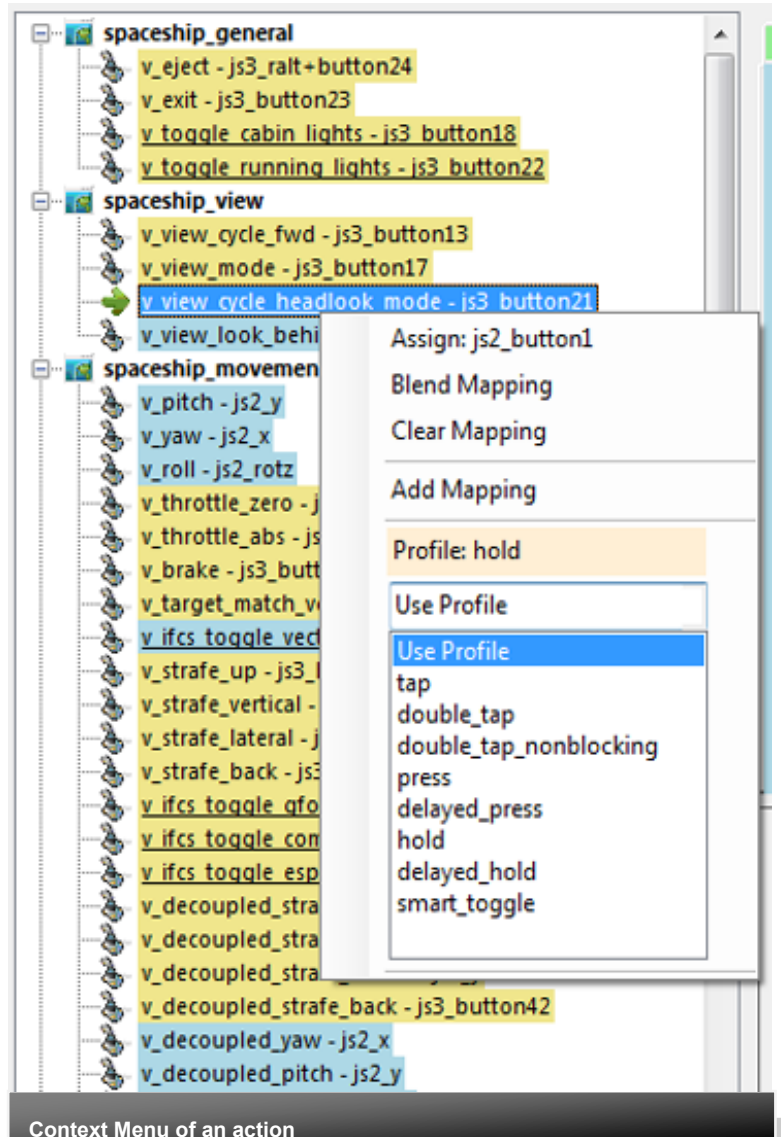 spaceship_general
v_eject - js3_ralt+button24
v_exit - js3_button23
v_toggle_cabin_lights - js3_button18
v_toggle_running_lights - js3_button22
spaceship_view
v_view_cycle_fwd - js3_button13
v_view_mode - js3_button17
v_view_cycle_headlook_mode - js3_button21
v_view_look_behi
spaceship_movemen
v_pitch - js2_y
v_yaw - js2_x
v_roll - js2_rotz
v_throttle_zero - j
v_throttle_abs - js
v_brake - js3_butt
v_target_match_v
v_ifcs_toggle_vect
v_strafe_up - js3_
v_strafe_vertical -
v_strafe_lateral - j
v_strafe_back - js3
v_ifcs_toggle_gfo
v_ifcs_toggle_com
v_ifcs_toggle_esp
v_decoupled_stra
v_decoupled_stra
v_decoupled_stra
v_decoupled_strafe_back - js3_button42
v_decoupled_yaw - js2_x
v_decoupled_pitch - js2_y
Assign: js2_button1
Blend Mapping
Clear Mapping
Add Mapping
Profile: hold
Use Profile
Use Profile
tap
double_tap
double_tap_nonblocking
press
delayed_press
hold
delayed_hold
smart_toggle
Context Menu of an action